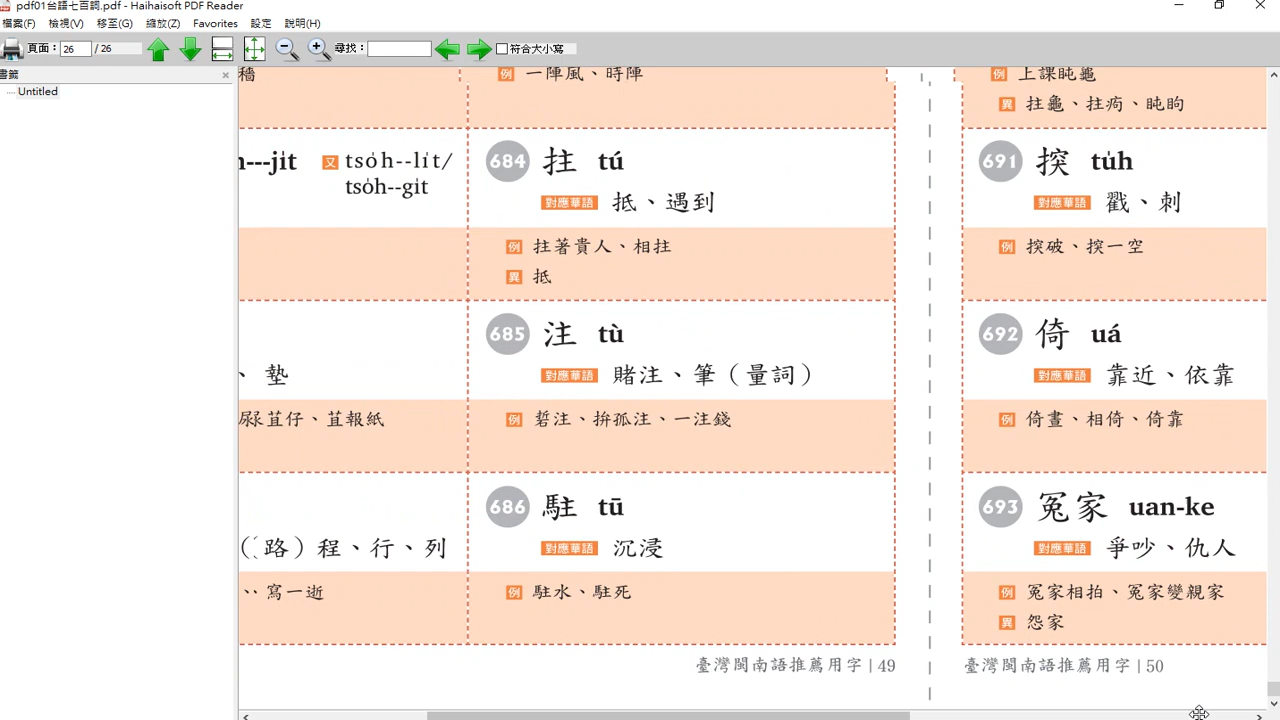 pdf01台語七百詞.pdf - Haihaisoft PDF Reader
檔案(F) 檢視(V) 移至(G) 縮放(Z) Favorites 設定 說明(H)
頁面： 26 / 26 尋找： 符合大小寫
書籤 ×
Untitled
穡
例 一陣風、時陣
例 上課盹龜
異 拄龜、拄痀、盹眗
--ji̍t 又 tso̍h--li̍t/
tso̍h--gi̍t
684 拄 tú
對應華語 抵、遇到
例 拄著貴人、相拄
異 抵
691 揬 tu̍h
對應華語 戳、刺
例 揬破、揬一空
、墊
尿苴仔、苴報紙
685 注 tù
對應華語 賭注、筆（量詞）
例 硩注、拚孤注、一注錢
692 倚 uá
對應華語 靠近、依靠
例 倚晝、相倚、倚靠
（路）程、行、列
寫一逝
686 駐 tū
對應華語 沉浸
例 駐水、駐死
693 冤家 uan-ke
對應華語 爭吵、仇人
例 冤家相拍、冤家變親家
異 怨家
臺灣閩南語推薦用字 | 49
臺灣閩南語推薦用字 | 50